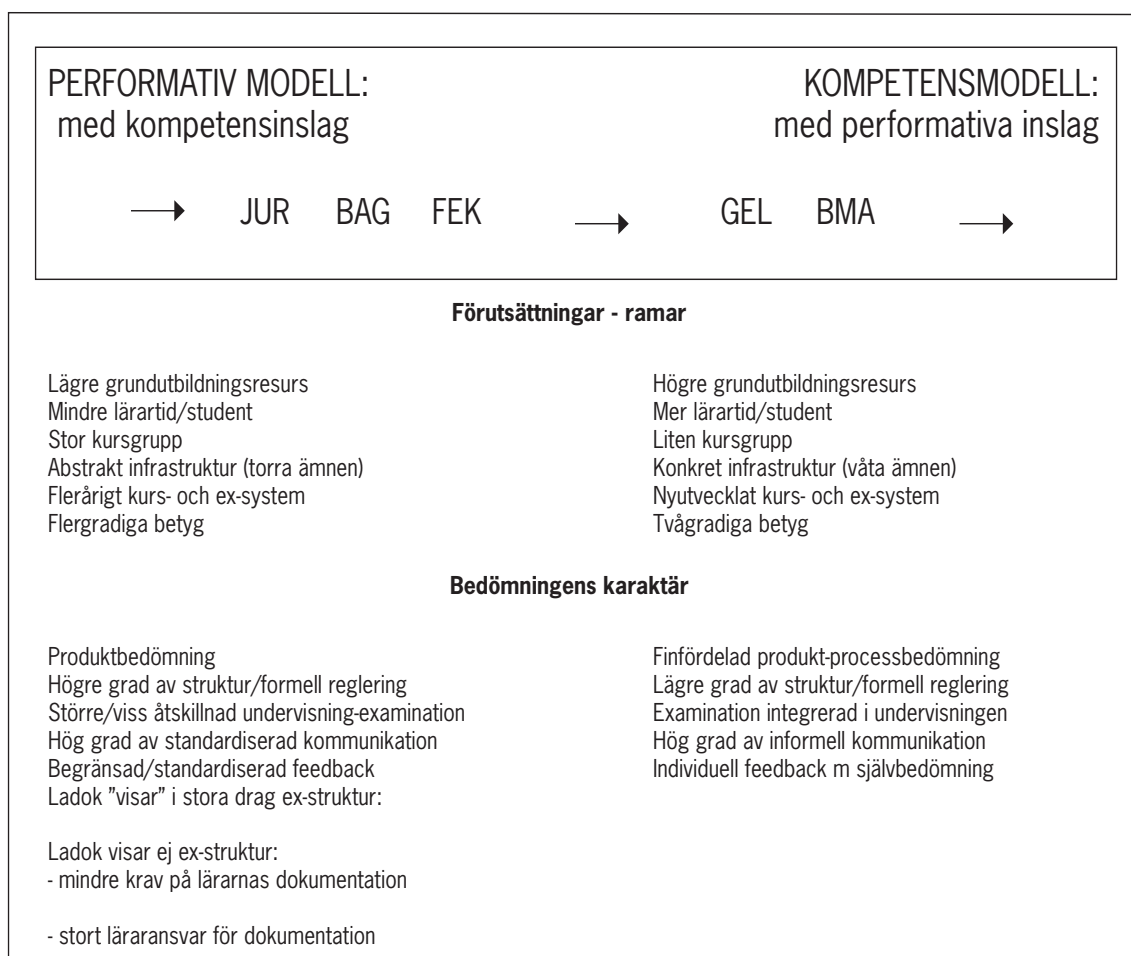 PERFORMATIV MODELL:
med kompetensinslag
KOMPETENSMODELL:
med performativa inslag
JUR BAG FEK GEL BMA
Förutsättningar - ramar
Lägre grundutbildningsresurs
Mindre lärartid/student
Stor kursgrupp
Abstrakt infrastruktur (torra ämnen)
Flerårigt kurs- och ex-system
Flergradiga betyg
Högre grundutbildningsresurs
Mer lärartid/student
Liten kursgrupp
Konkret infrastruktur (våta ämnen)
Nyutvecklat kurs- och ex-system
Tvågradiga betyg
Bedömningens karaktär
Produktbedömning
Högre grad av struktur/formell reglering
Större/viss åtskillnad undervisning-examination
Hög grad av standardiserad kommunikation
Begränsad/standardiserad feedback
Ladok ”visar” i stora drag ex-struktur:
Ladok visar ej ex-struktur:
- mindre krav på lärarnas dokumentation
- stort läraransvar för dokumentation
Finfördelad produkt-processbedömning
Lägre grad av struktur/formell reglering
Examination integrerad i undervisningen
Hög grad av informell kommunikation
Individuell feedback m självbedömning